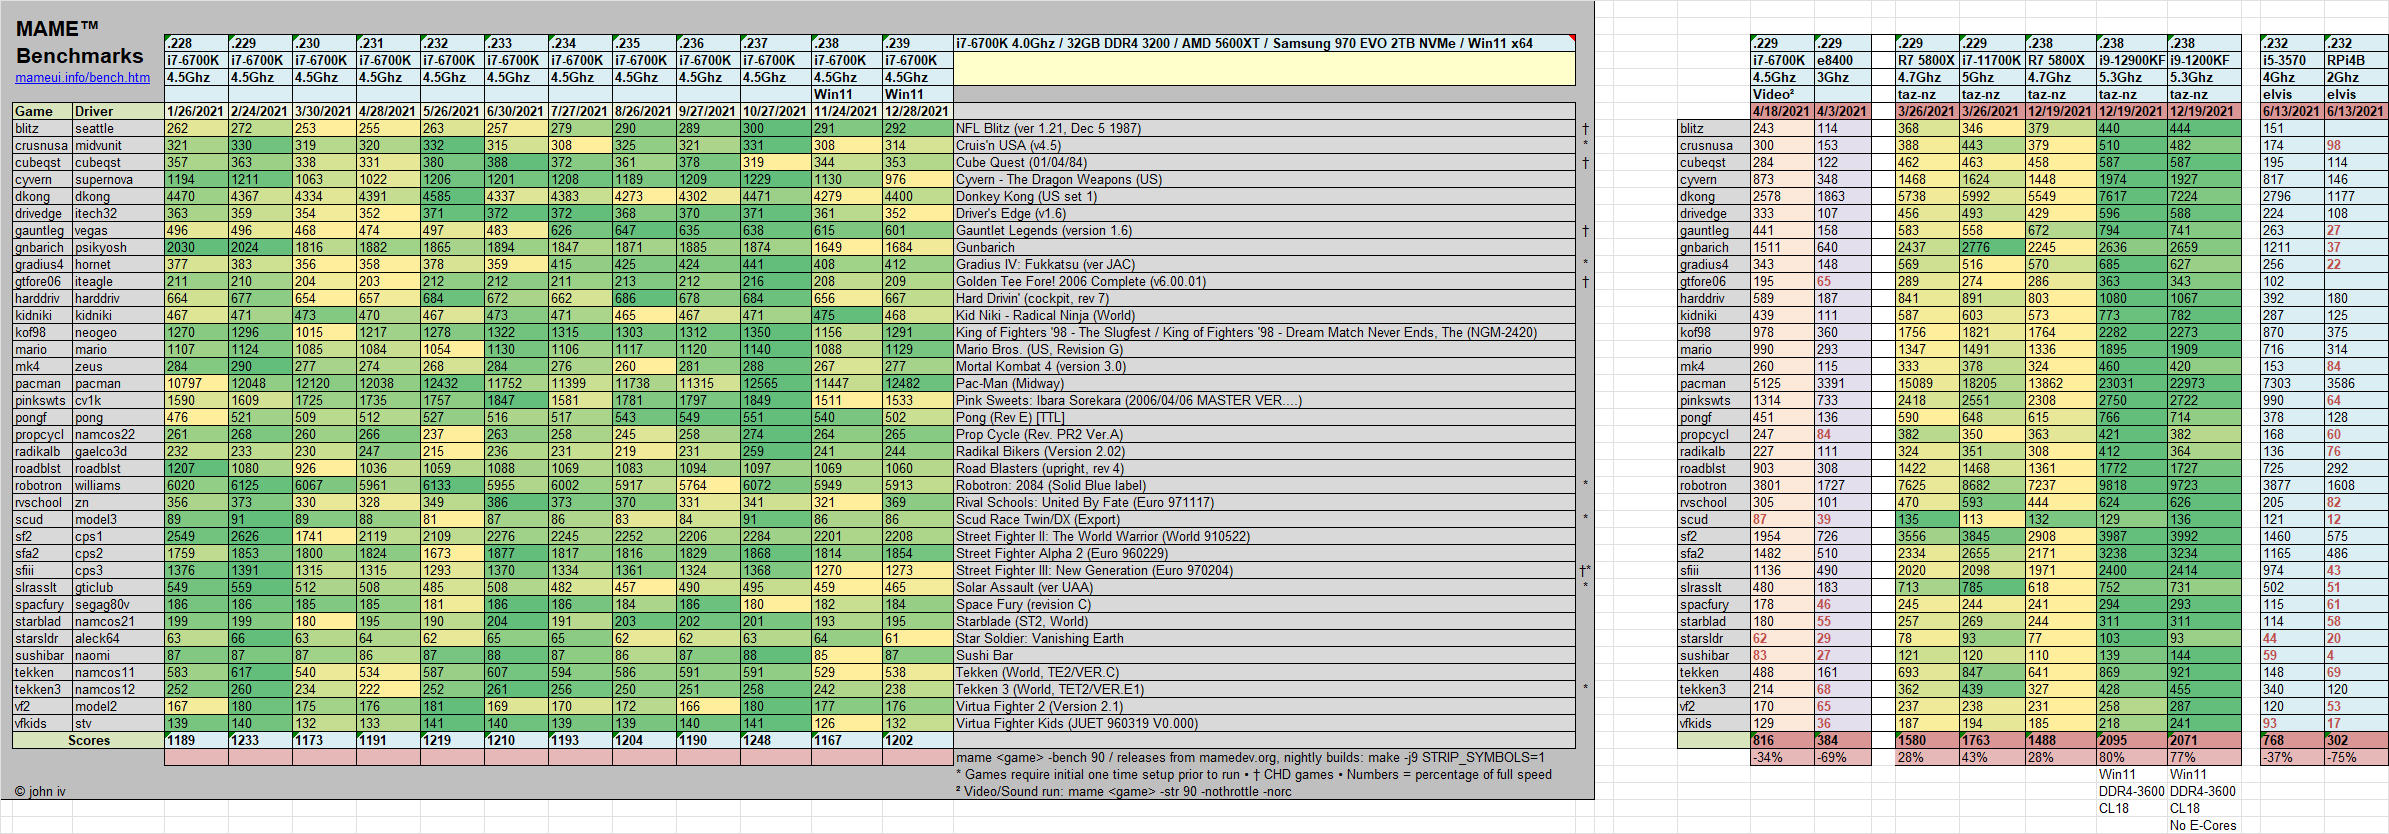 MAME™
.228 .229 .230 .231 .232 .233 .234 .235 .236 .237 .238 .239 i7-6700K 4.0Ghz / 32GB DDR4 3200 / AMD 5600XT / Samsung 970 EVO 2TB NVMe / Win11 x64 .229 .229 .229 .229 .238 .238 .238 .232 .232
Benchmarks i7-6700K i7-6700K i7-6700K i7-6700K i7-6700K i7-6700K i7-6700K i7-6700K i7-6700K i7-6700K i7-6700K i7-6700K i7-6700K e8400 R7 5800X i7-11700K R7 5800X i9-12900KF i9-1200KF i5-3570 RPi4B
mameui.info/bench.htm 4.5Ghz 4.5Ghz 4.5Ghz 4.5Ghz 4.5Ghz 4.5Ghz 4.5Ghz 4.5Ghz 4.5Ghz 4.5Ghz 4.5Ghz 4.5Ghz 4.5Ghz 3Ghz 4.7Ghz 5Ghz 4.7Ghz 5.3Ghz 5.3Ghz 4Ghz 2Ghz
Win11 Win11 Video² taz-nz taz-nz taz-nz taz-nz taz-nz elvis elvis
Game Driver 1/26/2021 2/24/2021 3/30/2021 4/28/2021 5/26/2021 6/30/2021 7/27/2021 8/26/2021 9/27/2021 10/27/2021 11/24/2021 12/28/2021 4/18/2021 4/3/2021 3/26/2021 3/26/2021 12/19/2021 12/19/2021 12/19/2021 6/13/2021 6/13/2021
blitz seattle 262 272 253 255 263 257 279 290 289 300 291 292 NFL Blitz (ver 1.21, Dec 5 1987) † blitz 243 114 368 346 379 440 444 151
crusnusa midvunit 321 330 319 320 332 315 308 325 321 331 308 314 Cruis'n USA (v4.5) * crusnusa 300 153 388 443 379 510 482 174 98
cubeqst cubeqst 357 363 338 331 380 388 372 361 378 319 344 353 Cube Quest (01/04/84) † cubeqst 284 122 462 463 458 587 587 195 114
cyvern supernova 1194 1211 1063 1022 1206 1201 1208 1189 1209 1229 1130 976 Cyvern - The Dragon Weapons (US) cyvern 873 348 1468 1624 1448 1974 1927 817 146
dkong dkong 4470 4367 4334 4391 4585 4337 4383 4273 4302 4471 4279 4400 Donkey Kong (US set 1) dkong 2578 1863 5738 5992 5549 7617 7224 2796 1177
drivedge itech32 363 359 354 352 371 372 372 368 370 371 361 352 Driver's Edge (v1.6) drivedge 333 107 456 493 429 596 588 224 108
gauntleg vegas 496 496 468 474 497 483 626 647 635 638 615 601 Gauntlet Legends (version 1.6) † gauntleg 441 158 583 558 672 794 741 263 27
gnbarich psikyosh 2030 2024 1816 1882 1865 1894 1847 1871 1885 1874 1649 1684 Gunbarich gnbarich 1511 640 2437 2776 2245 2636 2659 1211 37
gradius4 hornet 377 383 356 358 378 359 415 425 424 441 408 412 Gradius IV: Fukkatsu (ver JAC) * gradius4 343 148 569 516 570 685 627 256 22
gtfore06 iteagle 211 210 204 203 212 212 211 213 212 216 208 209 Golden Tee Fore! 2006 Complete (v6.00.01) † gtfore06 195 65 289 274 286 363 343 102
harddriv harddriv 664 677 654 657 684 672 662 686 678 684 656 667 Hard Drivin' (cockpit, rev 7) harddriv 589 187 841 891 803 1080 1067 392 180
kidniki kidniki 467 471 473 470 467 473 471 465 467 471 475 468 Kid Niki - Radical Ninja (World) kidniki 439 111 587 603 573 773 782 287 125
kof98 neogeo 1270 1296 1015 1217 1278 1322 1315 1303 1312 1350 1156 1291 King of Fighters '98 - The Slugfest / King of Fighters '98 - Dream Match Never Ends, The (NGM-2420) kof98 978 360 1756 1821 1764 2282 2273 870 375
mario mario 1107 1124 1085 1084 1054 1130 1106 1117 1120 1140 1088 1129 Mario Bros. (US, Revision G) mario 990 293 1347 1491 1336 1895 1909 716 314
mk4 zeus 284 290 277 274 268 284 276 260 281 288 267 277 Mortal Kombat 4 (version 3.0) mk4 260 115 333 378 324 460 420 153 84
pacman pacman 10797 12048 12120 12038 12432 11752 11399 11738 11315 12565 11447 12482 Pac-Man (Midway) pacman 5125 3391 15089 18205 13862 23031 22973 7303 3586
pinkswts cv1k 1590 1609 1725 1735 1757 1847 1581 1781 1797 1849 1511 1533 Pink Sweets: Ibara Sorekara (2006/04/06 MASTER VER....) pinkswts 1314 733 2418 2551 2308 2750 2722 990 64
pongf pong 476 521 509 512 527 516 517 543 549 551 540 502 Pong (Rev E) [TTL] pongf 451 136 590 648 615 766 714 378 128
propcycl namcos22 261 268 260 266 237 263 258 245 258 274 264 265 Prop Cycle (Rev. PR2 Ver.A) propcycl 247 84 382 350 363 421 382 168 60
radikalb gaelco3d 232 233 230 247 215 236 231 219 231 259 241 244 Radikal Bikers (Version 2.02) radikalb 227 111 324 351 308 412 364 136 76
roadblst roadblst 1207 1080 926 1036 1059 1088 1069 1083 1094 1097 1069 1060 Road Blasters (upright, rev 4) roadblst 903 308 1422 1468 1361 1772 1727 725 292
robotron williams 6020 6125 6067 5961 6133 5955 6002 5917 5764 6072 5949 5913 Robotron: 2084 (Solid Blue label) * robotron 3801 1727 7625 8682 7237 9818 9723 3877 1608
rvschool zn 356 373 330 328 349 386 373 370 331 341 321 369 Rival Schools: United By Fate (Euro 971117) rvschool 305 101 470 593 444 624 626 205 82
scud model3 89 91 89 88 81 87 86 83 84 91 86 86 Scud Race Twin/DX (Export) * scud 87 39 135 113 132 129 136 121 12
sf2 cps1 2549 2626 1741 2119 2109 2276 2245 2252 2206 2284 2201 2208 Street Fighter II: The World Warrior (World 910522) sf2 1954 726 3556 3845 2908 3987 3992 1460 575
sfa2 cps2 1759 1853 1800 1824 1673 1877 1817 1816 1829 1868 1814 1854 Street Fighter Alpha 2 (Euro 960229) sfa2 1482 510 2334 2655 2171 3238 3234 1165 486
sfiii cps3 1376 1391 1315 1315 1293 1370 1334 1361 1324 1368 1270 1273 Street Fighter III: New Generation (Euro 970204) †* sfiii 1136 490 2020 2098 1971 2400 2414 974 43
slrasslt gticlub 549 559 512 508 485 508 482 457 490 495 459 465 Solar Assault (ver UAA) * slrasslt 480 183 713 785 618 752 731 502 51
spacfury segag80v 186 186 185 185 181 186 186 184 186 180 182 184 Space Fury (revision C) spacfury 178 46 245 244 241 294 293 115 61
starblad namcos21 199 199 180 195 190 204 191 203 202 201 193 195 Starblade (ST2, World) starblad 180 55 257 269 244 311 311 114 58
starsldr aleck64 63 66 63 64 62 65 65 62 62 63 64 61 Star Soldier: Vanishing Earth starsldr 62 29 78 93 77 103 93 44 20
sushibar naomi 87 87 87 86 87 88 87 86 87 88 85 87 Sushi Bar sushibar 83 27 121 120 110 139 144 59 4
tekken namcos11 583 617 540 534 587 607 594 586 591 591 529 538 Tekken (World, TE2/VER.C) tekken 488 161 693 847 641 869 921 148 69
tekken3 namcos12 252 260 234 222 252 261 256 250 251 258 242 238 Tekken 3 (World, TET2/VER.E1) * tekken3 214 68 362 439 327 428 455 340 120
vf2 model2 167 180 175 176 181 169 170 172 166 180 177 176 Virtua Fighter 2 (Version 2.1) vf2 170 65 237 238 231 258 287 120 53
vfkids stv 139 140 132 133 141 140 139 139 140 141 126 132 Virtua Fighter Kids (JUET 960319 V0.000) vfkids 129 36 187 194 185 218 241 93 17
Scores 1189 1233 1173 1191 1219 1210 1193 1204 1190 1248 1167 1202 816 384 1580 1763 1488 2095 2071 768 302
mame <game> -bench 90 / releases from mamedev.org, nightly builds: make -j9 STRIP_SYMBOLS=1 -34% -69% 28% 43% 28% 80% 77% -37% -75%
* Games require initial one time setup prior to run • † CHD games • Numbers = percentage of full speed Win11 Win11
© john iv ² Video/Sound run: mame <game> -str 90 -nothrottle -norc DDR4-3600 DDR4-3600
CL18 CL18
No E-Cores